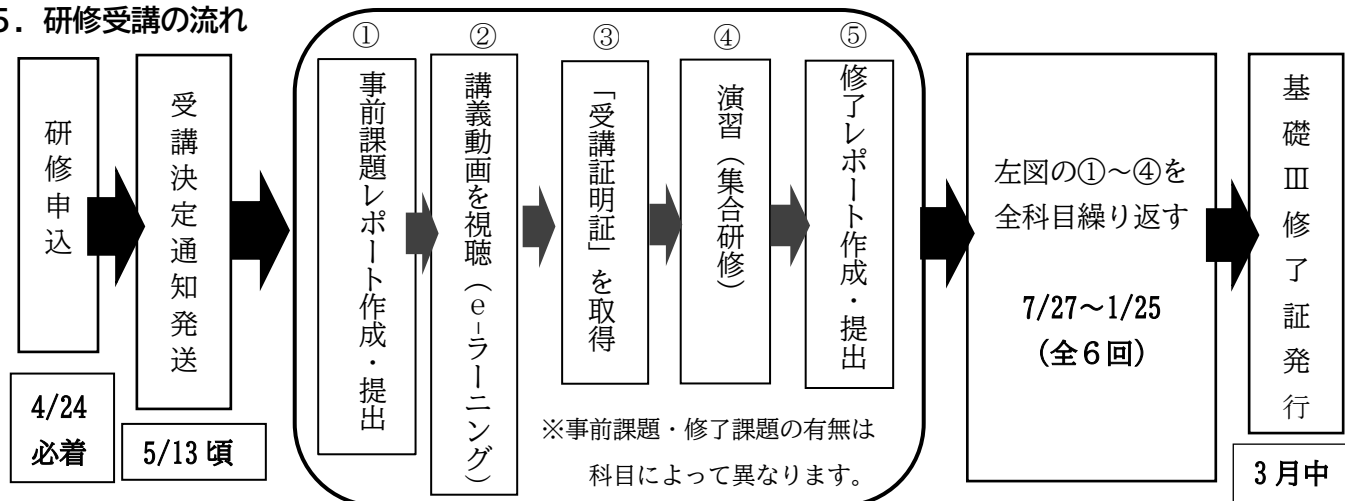 5．研修受講の流れ
研修申込
4/24
必着
受講決定通知発送
5/13 頃
①
事前課題レポート作成・提出
②
講義動画を視聴（e-ラーニング）
③
「受講証明証」を取得
④
演習（集合研修）
⑤
修了レポート作成・提出
※事前課題・修了課題の有無は
科目によって異なります。
左図の①～④を
全科目繰り返す
7/27～1/25
（全６回）
基礎Ⅲ修了証発行
3 月中